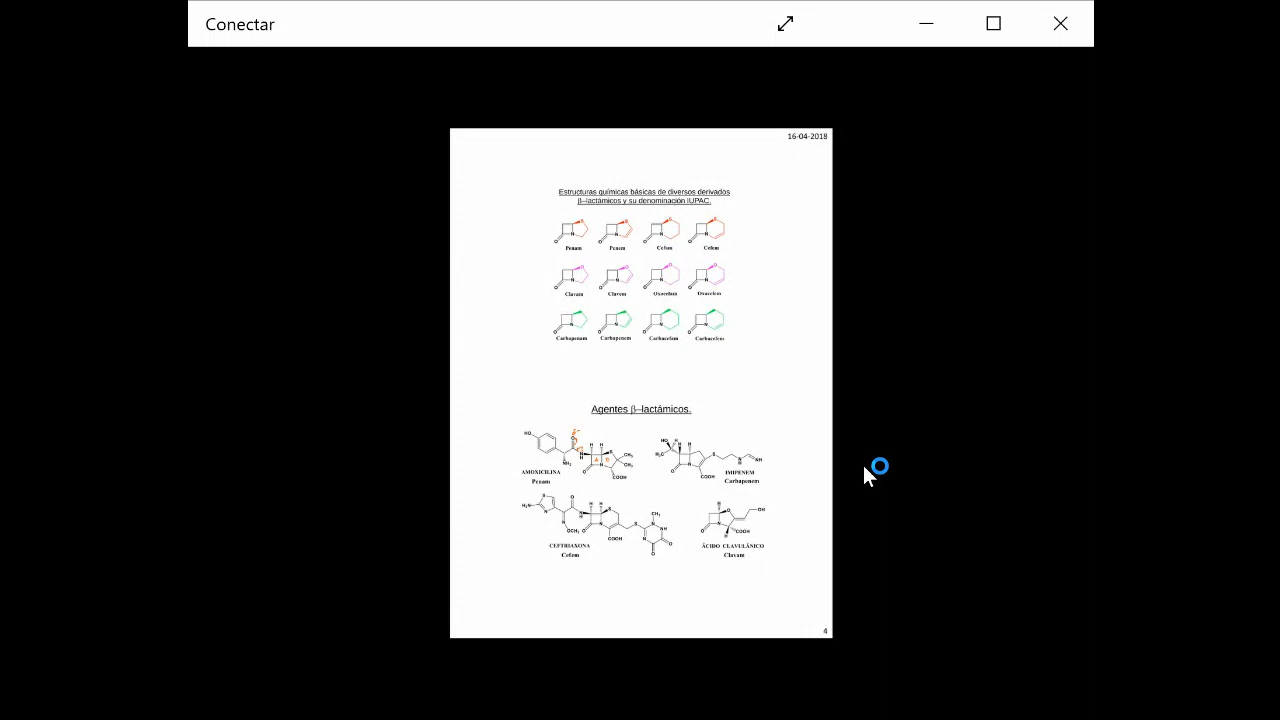 Conectar
16-04-2018
Estructuras químicas básicas de diversos derivados
β–lactámicos y su denominación IUPAC.
Penam Penem Cefam Cefem
Clavam Clavem Oxacefam Oxacefem
Carbapenam Carbapenem Carbacefam Carbacefem
Agentes β–lactámicos.
AMOXICILINA
Penam
IMIPENEM
Carbapenem
CEFTRIAXONA
Cefem
ÁCIDO CLAVULÁNICO
Clavam
4